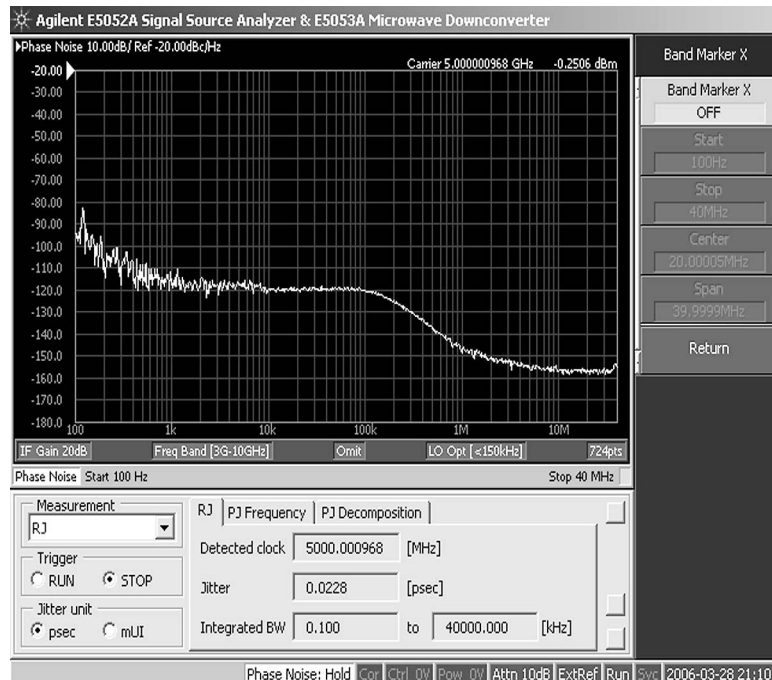 Agilent E5052A Signal Source Analyzer & E5053A Microwave Downconverter
Phase Noise 10.00dB/ Ref -20.00dBc/Hz
Carrier 5.000000968 GHz -0.2506 dBm
-20.00
-30.00
-40.00
-50.00
-60.00
-70.00
-80.00
-90.00
-100.0
-110.0
-120.0
-130.0
-140.0
-150.0
-160.0
-170.0
-180.0
100 1k 10k 100k 1M 10M
IF Gain 20dB Freq Band [3G-10GHz] Omit LO Opt [<150kHz] 724pts
Phase Noise Start 100 Hz Stop 40 MHz
Band Marker X
Band Marker X
OFF
Start
100Hz
Stop
40MHz
Center
20.00005MHz
Span
39.9999MHz
Return
Measurement
RJ
Trigger
RUN STOP
Jitter unit
psec mUI
RJ PJ Frequency PJ Decomposition
Detected clock 5000.000968 [MHz]
Jitter 0.0228 [psec]
Integrated BW 0.100 to 40000.000 [kHz]
Phase Noise: Hold Cor Ctrl 0V Pow 0V Attn 10dB ExtRef Run Svc 2006-03-28 21:10